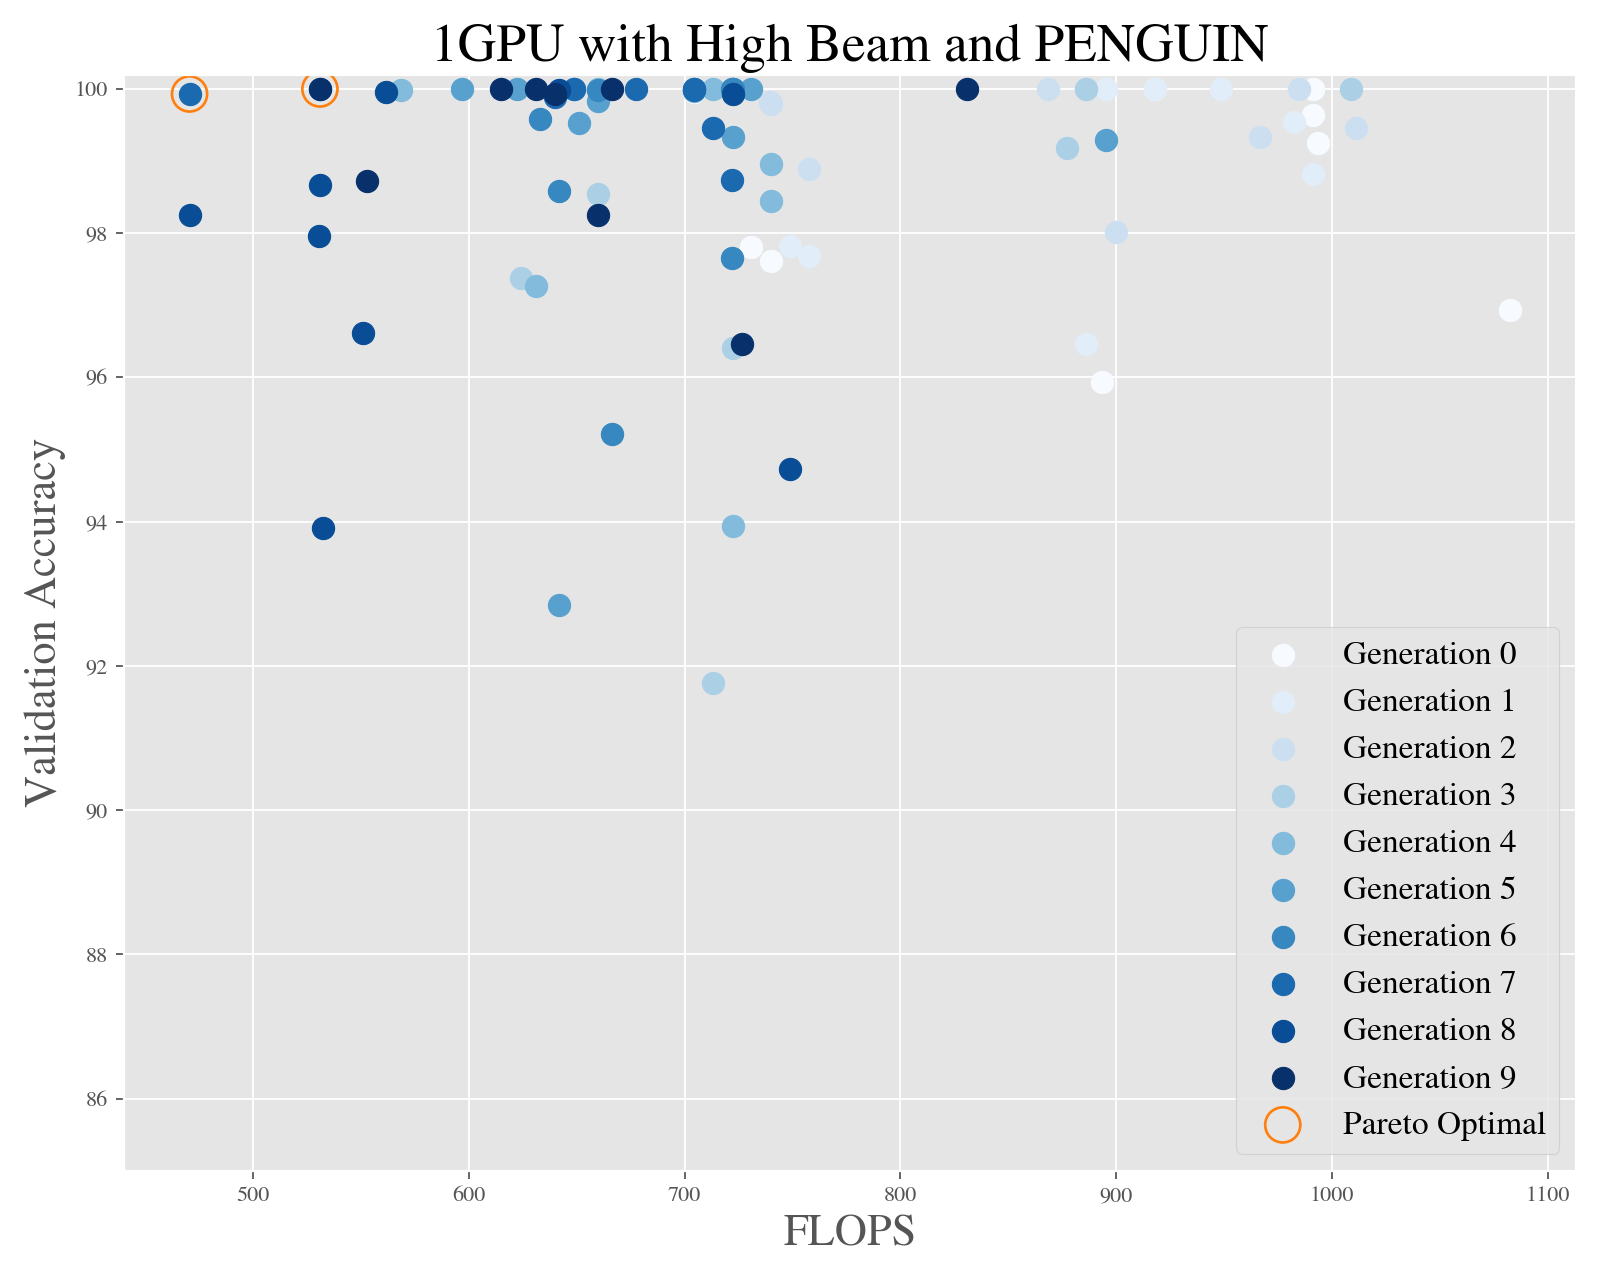 1GPU with High Beam and PENGUIN
Validation Accuracy
100
98
96
94
92
90
88
86
Generation 0
Generation 1
Generation 2
Generation 3
Generation 4
Generation 5
Generation 6
Generation 7
Generation 8
Generation 9
Pareto Optimal
500 600 700 800 900 1000 1100
FLOPS